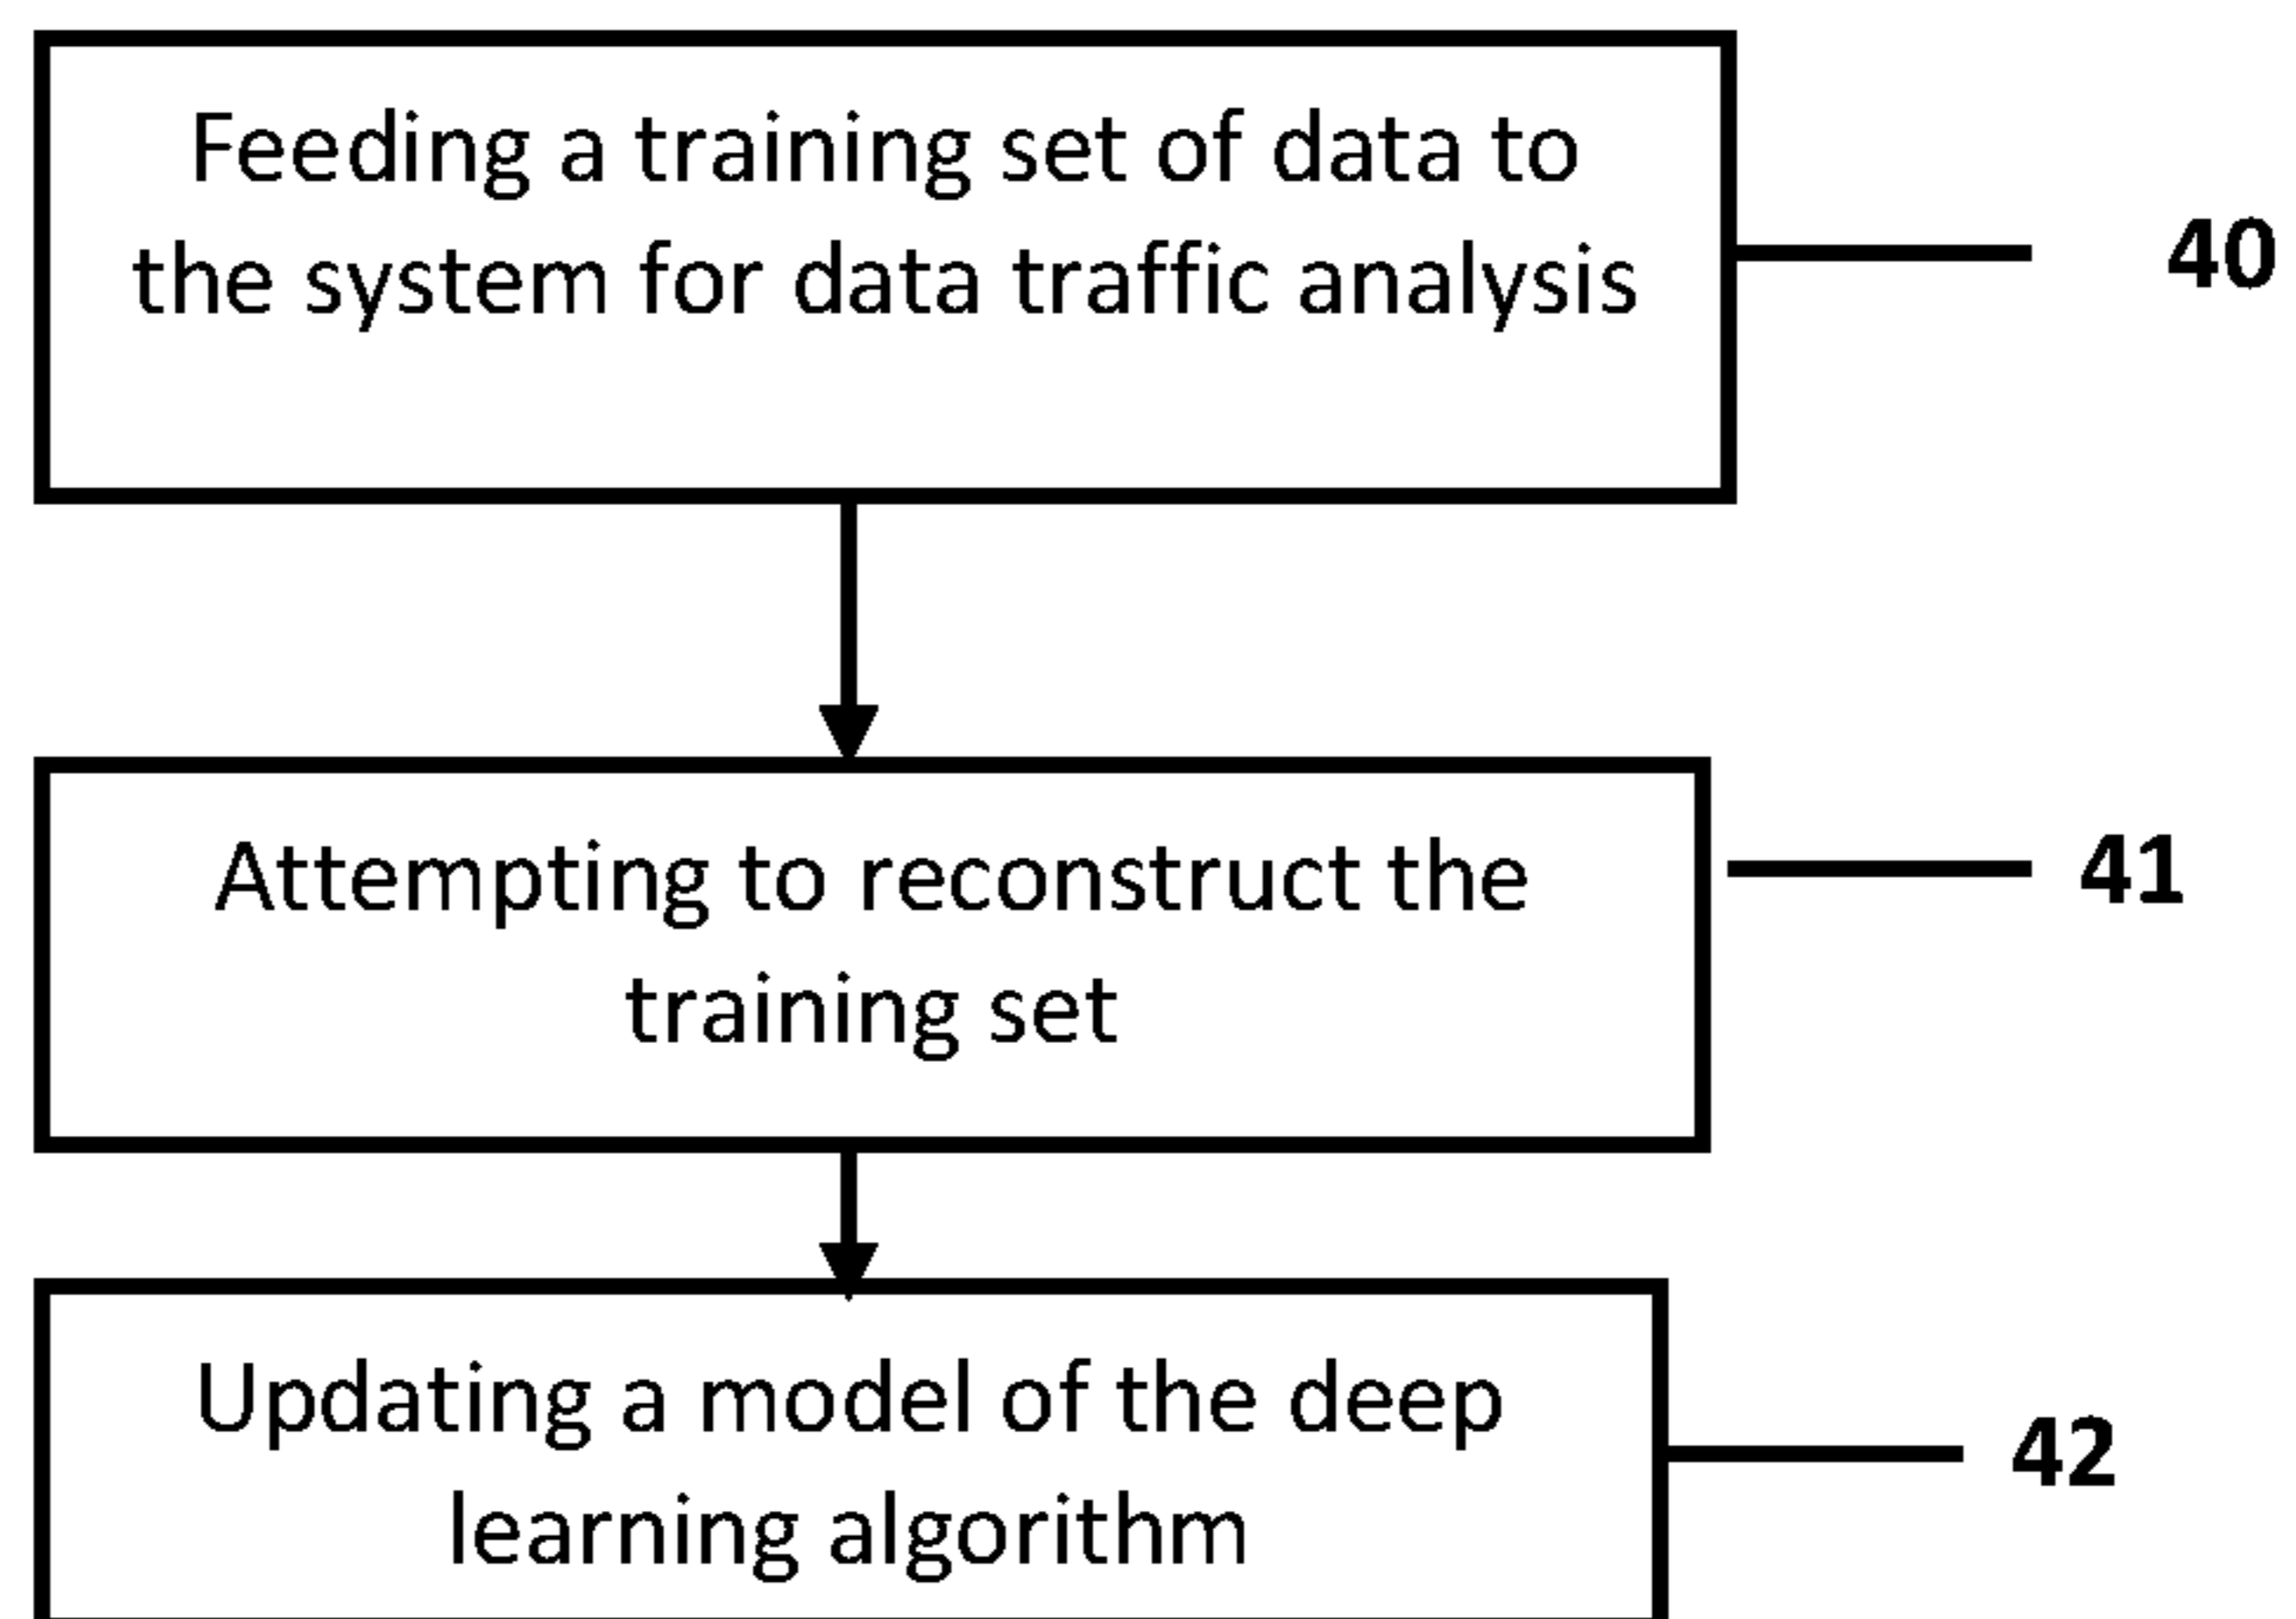 Feeding a training set of data to
the system for data traffic analysis
40
Attempting to reconstruct the
training set
41
Updating a model of the deep
learning algorithm
42